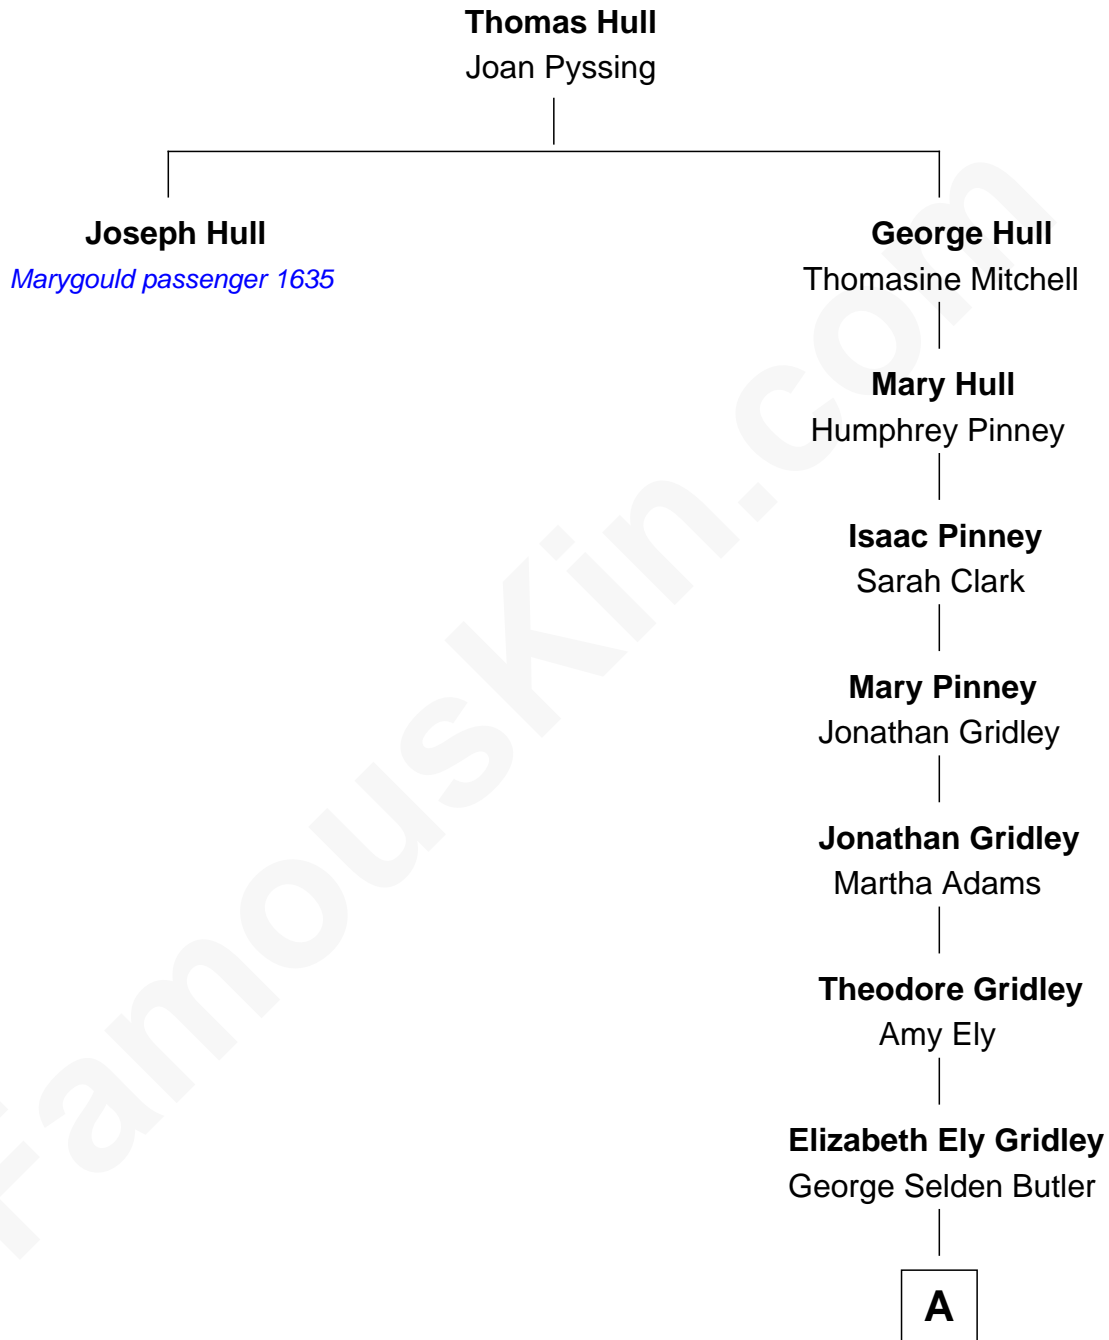 Thomas Hull
Joan Pyssing
Joseph Hull
Marygould passenger 1635
George Hull
Thomasine Mitchell
Mary Hull
Humphrey Pinney
Isaac Pinney
Sarah Clark
Mary Pinney
Jonathan Gridley
Jonathan Gridley
Martha Adams
Theodore Gridley
Amy Ely
Elizabeth Ely Gridley
George Selden Butler
A
FamousKin.com